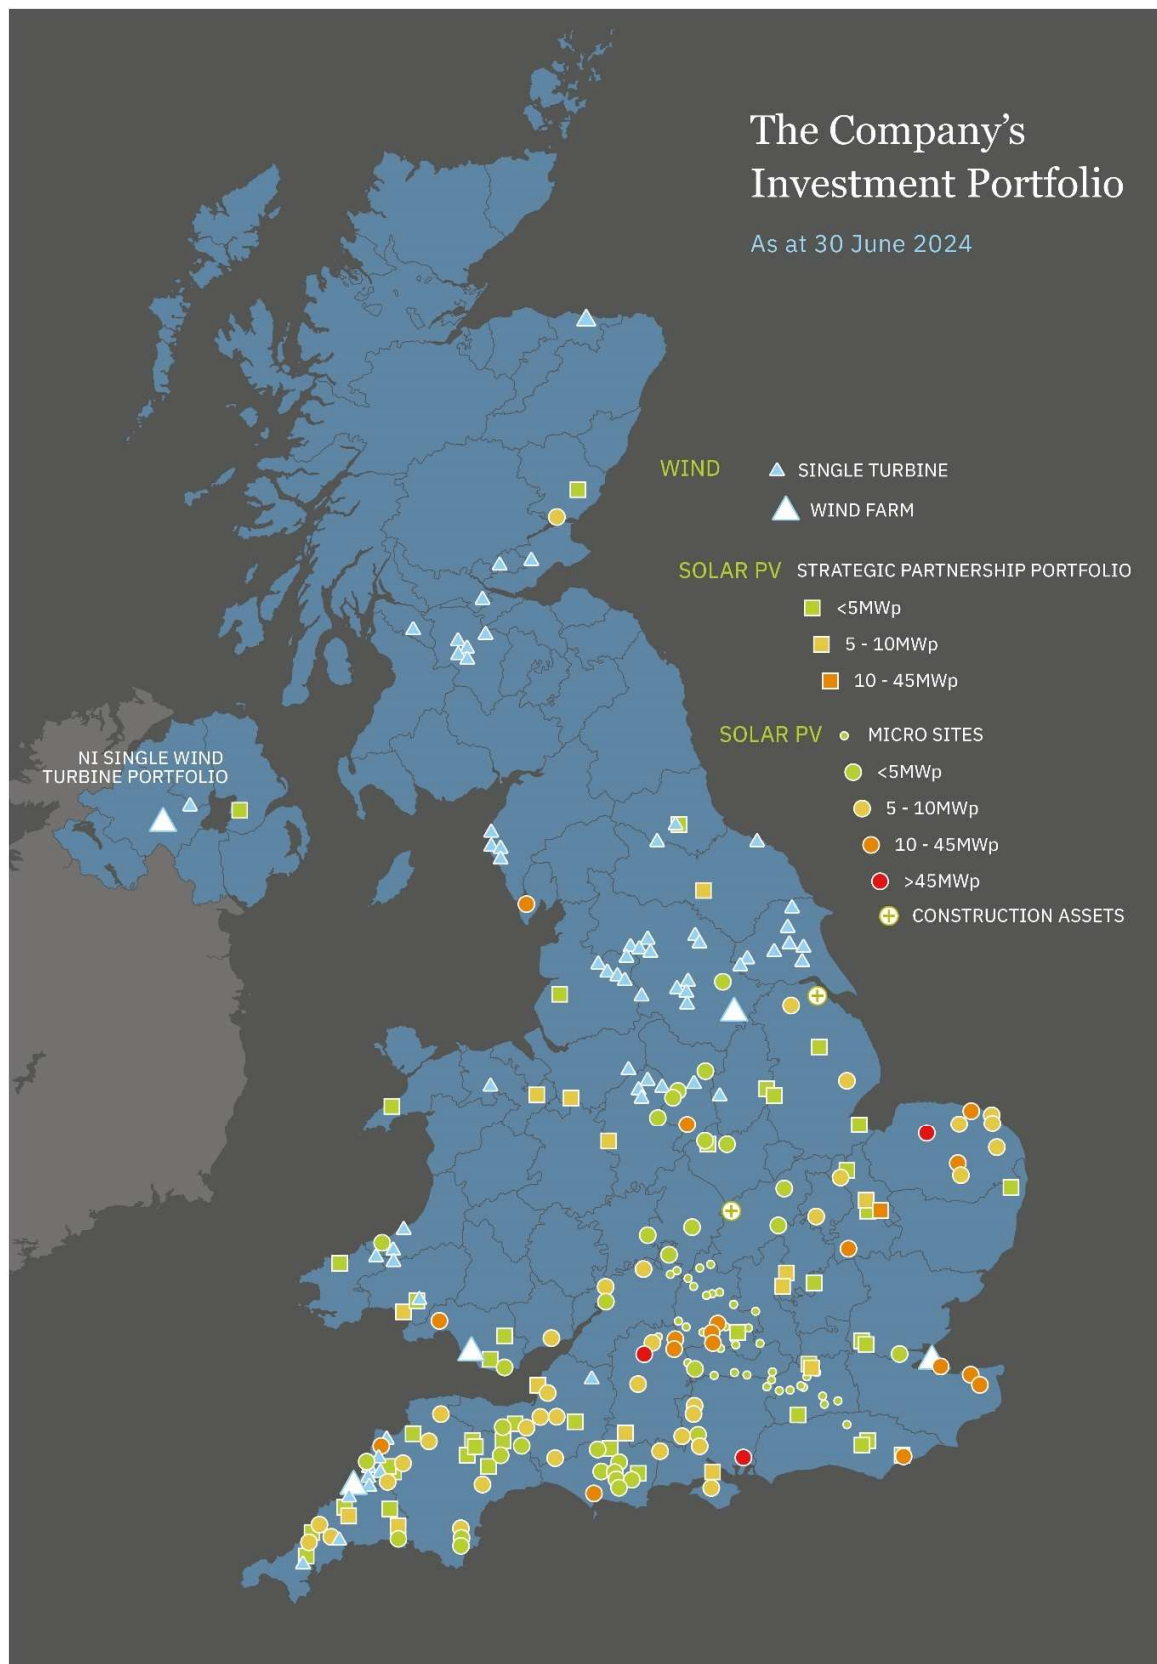 The Company’s
Investment Portfolio
As at 30 June 2024
WIND
SINGLE TURBINE
WIND FARM
SOLAR PV
STRATEGIC PARTNERSHIP PORTFOLIO
<5MWp
5 - 10MWp
10 - 45MWp
SOLAR PV
MICRO SITES
<5MWp
5 - 10MWp
10 - 45MWp
>45MWp
CONSTRUCTION ASSETS
NI SINGLE WIND
TURBINE PORTFOLIO